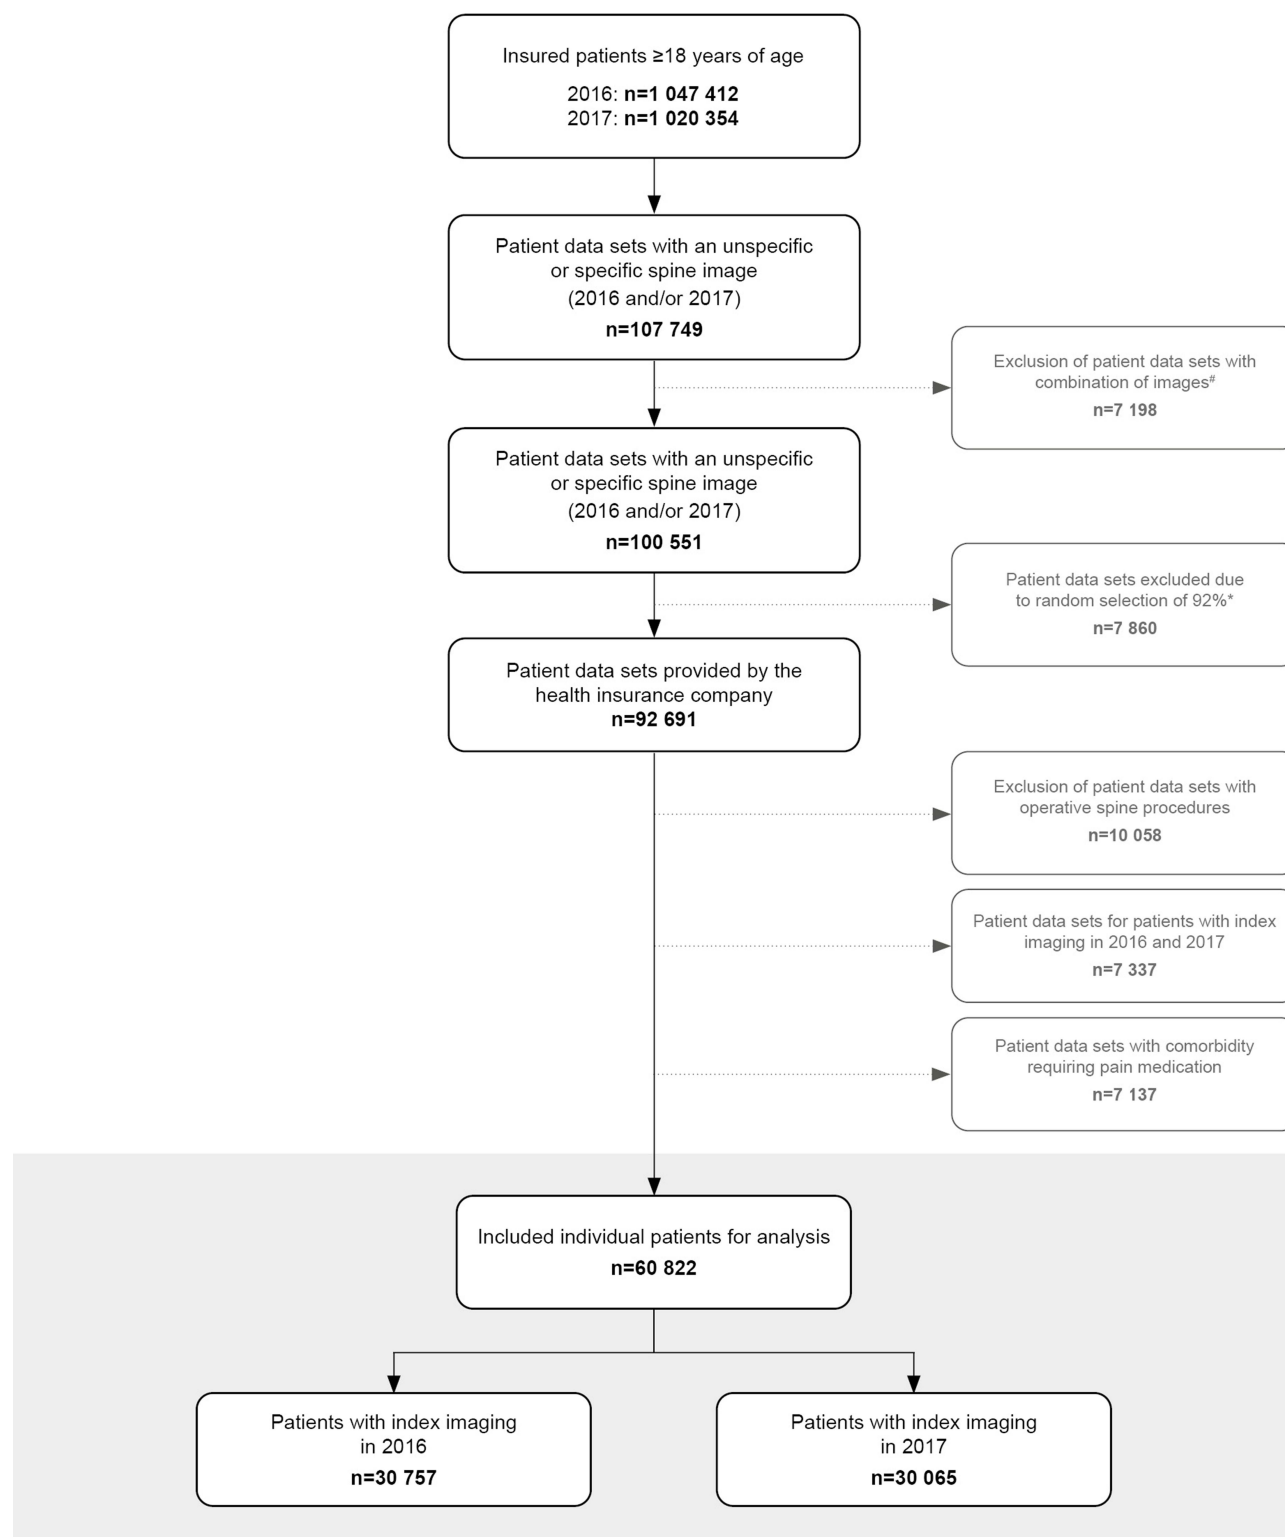 Insured patients ≥18 years of age
2016: n=1 047 412
2017: n=1 020 354
Patient data sets with an unspecific
or specific spine image
(2016 and/or 2017)
n=107 749
Exclusion of patient data sets with
combination of images#
n=7 198
Patient data sets with an unspecific
or specific spine image
(2016 and/or 2017)
n=100 551
Patient data sets excluded due
to random selection of 92%*
n=7 860
Patient data sets provided by the
health insurance company
n=92 691
Exclusion of patient data sets with
operative spine procedures
n=10 058
Patient data sets for patients with index
imaging in 2016 and 2017
n=7 337
Patient data sets with comorbidity
requiring pain medication
n=7 137
Included individual patients for analysis
n=60 822
Patients with index imaging
in 2016
n=30 757
Patients with index imaging
in 2017
n=30 065